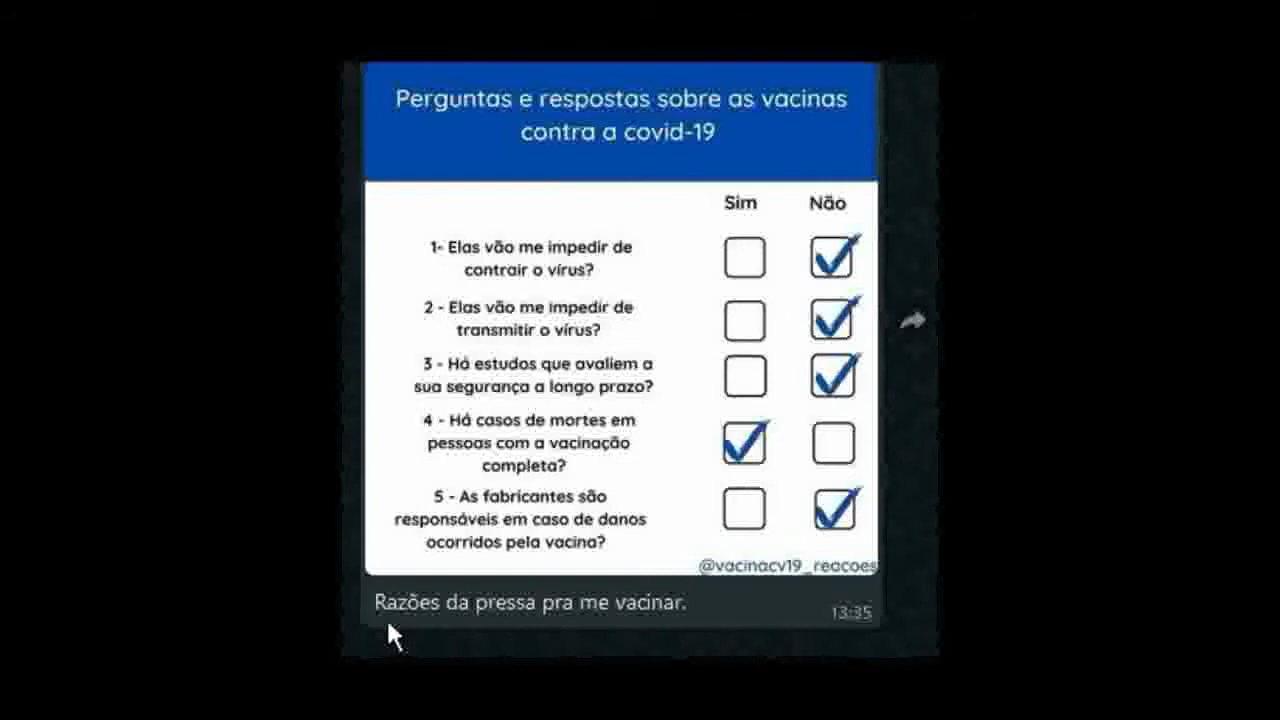 Perguntas e respostas sobre as vacinas
contra a covid-19
Sim Não
1- Elas vão me impedir de
contrair o vírus?
2 - Elas vão me impedir de
transmitir o vírus?
3 - Há estudos que avaliem a
sua segurança a longo prazo?
4 - Há casos de mortes em
pessoas com a vacinação
completa?
5 - As fabricantes são
responsáveis em caso de danos
ocorridos pela vacina?
@vacinacv19_reacoes
Razões da pressa pra me vacinar.
13:35